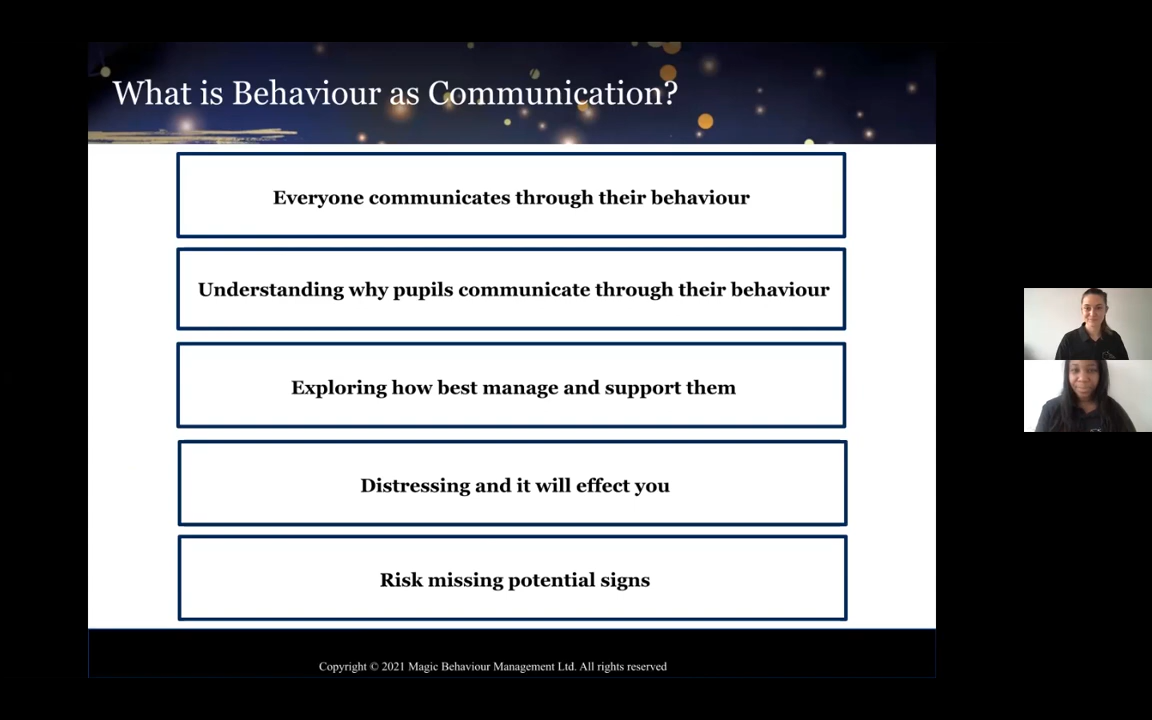 What is Behaviour as Communication?
Everyone communicates through their behaviour
Understanding why pupils communicate through their behaviour
Exploring how best manage and support them
Distressing and it will effect you
Risk missing potential signs
Copyright © 2021 Magic Behaviour Management Ltd. All rights reserved